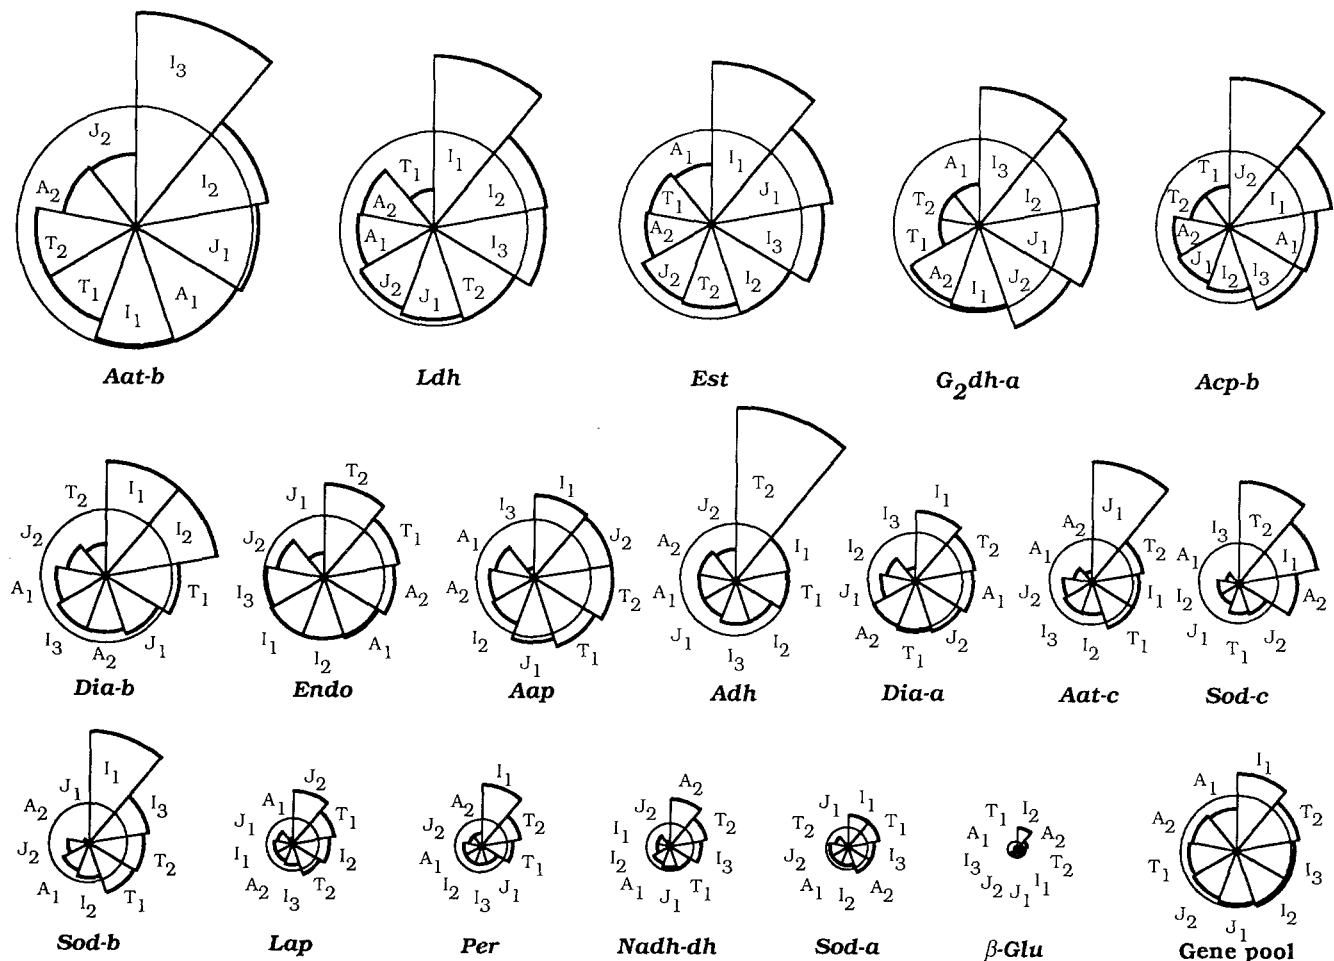 I3 I2 J1 A1 I1 T1 T2 A2 J2
Aat-b
I1 I2 I3 T2 J1 J2 A1 A2 T1
Ldh
I1 J1 I3 I2 T2 J2 A2 T1 A1
Est
I3 I2 J1 J2 I1 A2 T1 T2 A1
G2dh-a
J2 I1 A1 I3 I2 J1 A2 T2 T1
Acp-b
I1 I2 T1 J1 A2 I3 A1 J2 T2
Dia-b
T2 T1 A2 A1 I2 I1 I3 J2 J1
Endo
I1 J2 T2 T1 J1 I2 A2 A1 I3
Aap
T2 I1 T1 I2 I3 J1 A1 A2 J2
Adh
I1 T2 A1 J2 T1 A2 J1 I2 I3
Dia-a
J1 T2 I1 T1 I2 I3 J2 A1 A2
Aat-c
T2 I1 A2 J2 T1 J1 I2 A1 I3
Sod-c
I1 I3 T2 T1 I2 A1 J2 A2 J1
Sod-b
J2 T1 I2 T2 I3 A2 I1 J1 A1
Lap
I1 T2 T1 J1 I3 I2 A1 J2 A2
Per
A2 T2 I3 T1 J1 A1 I2 I1 J2
Nadh-dh
I1 T1 I3 A2 I2 A1 J2 T2 J1
Sod-a
I2 A2 T2 I1 J1 J2 I3 A1 T1
β-Glu
I1 T2 I3 I2 J1 J2 T1 A2 A1
Gene pool